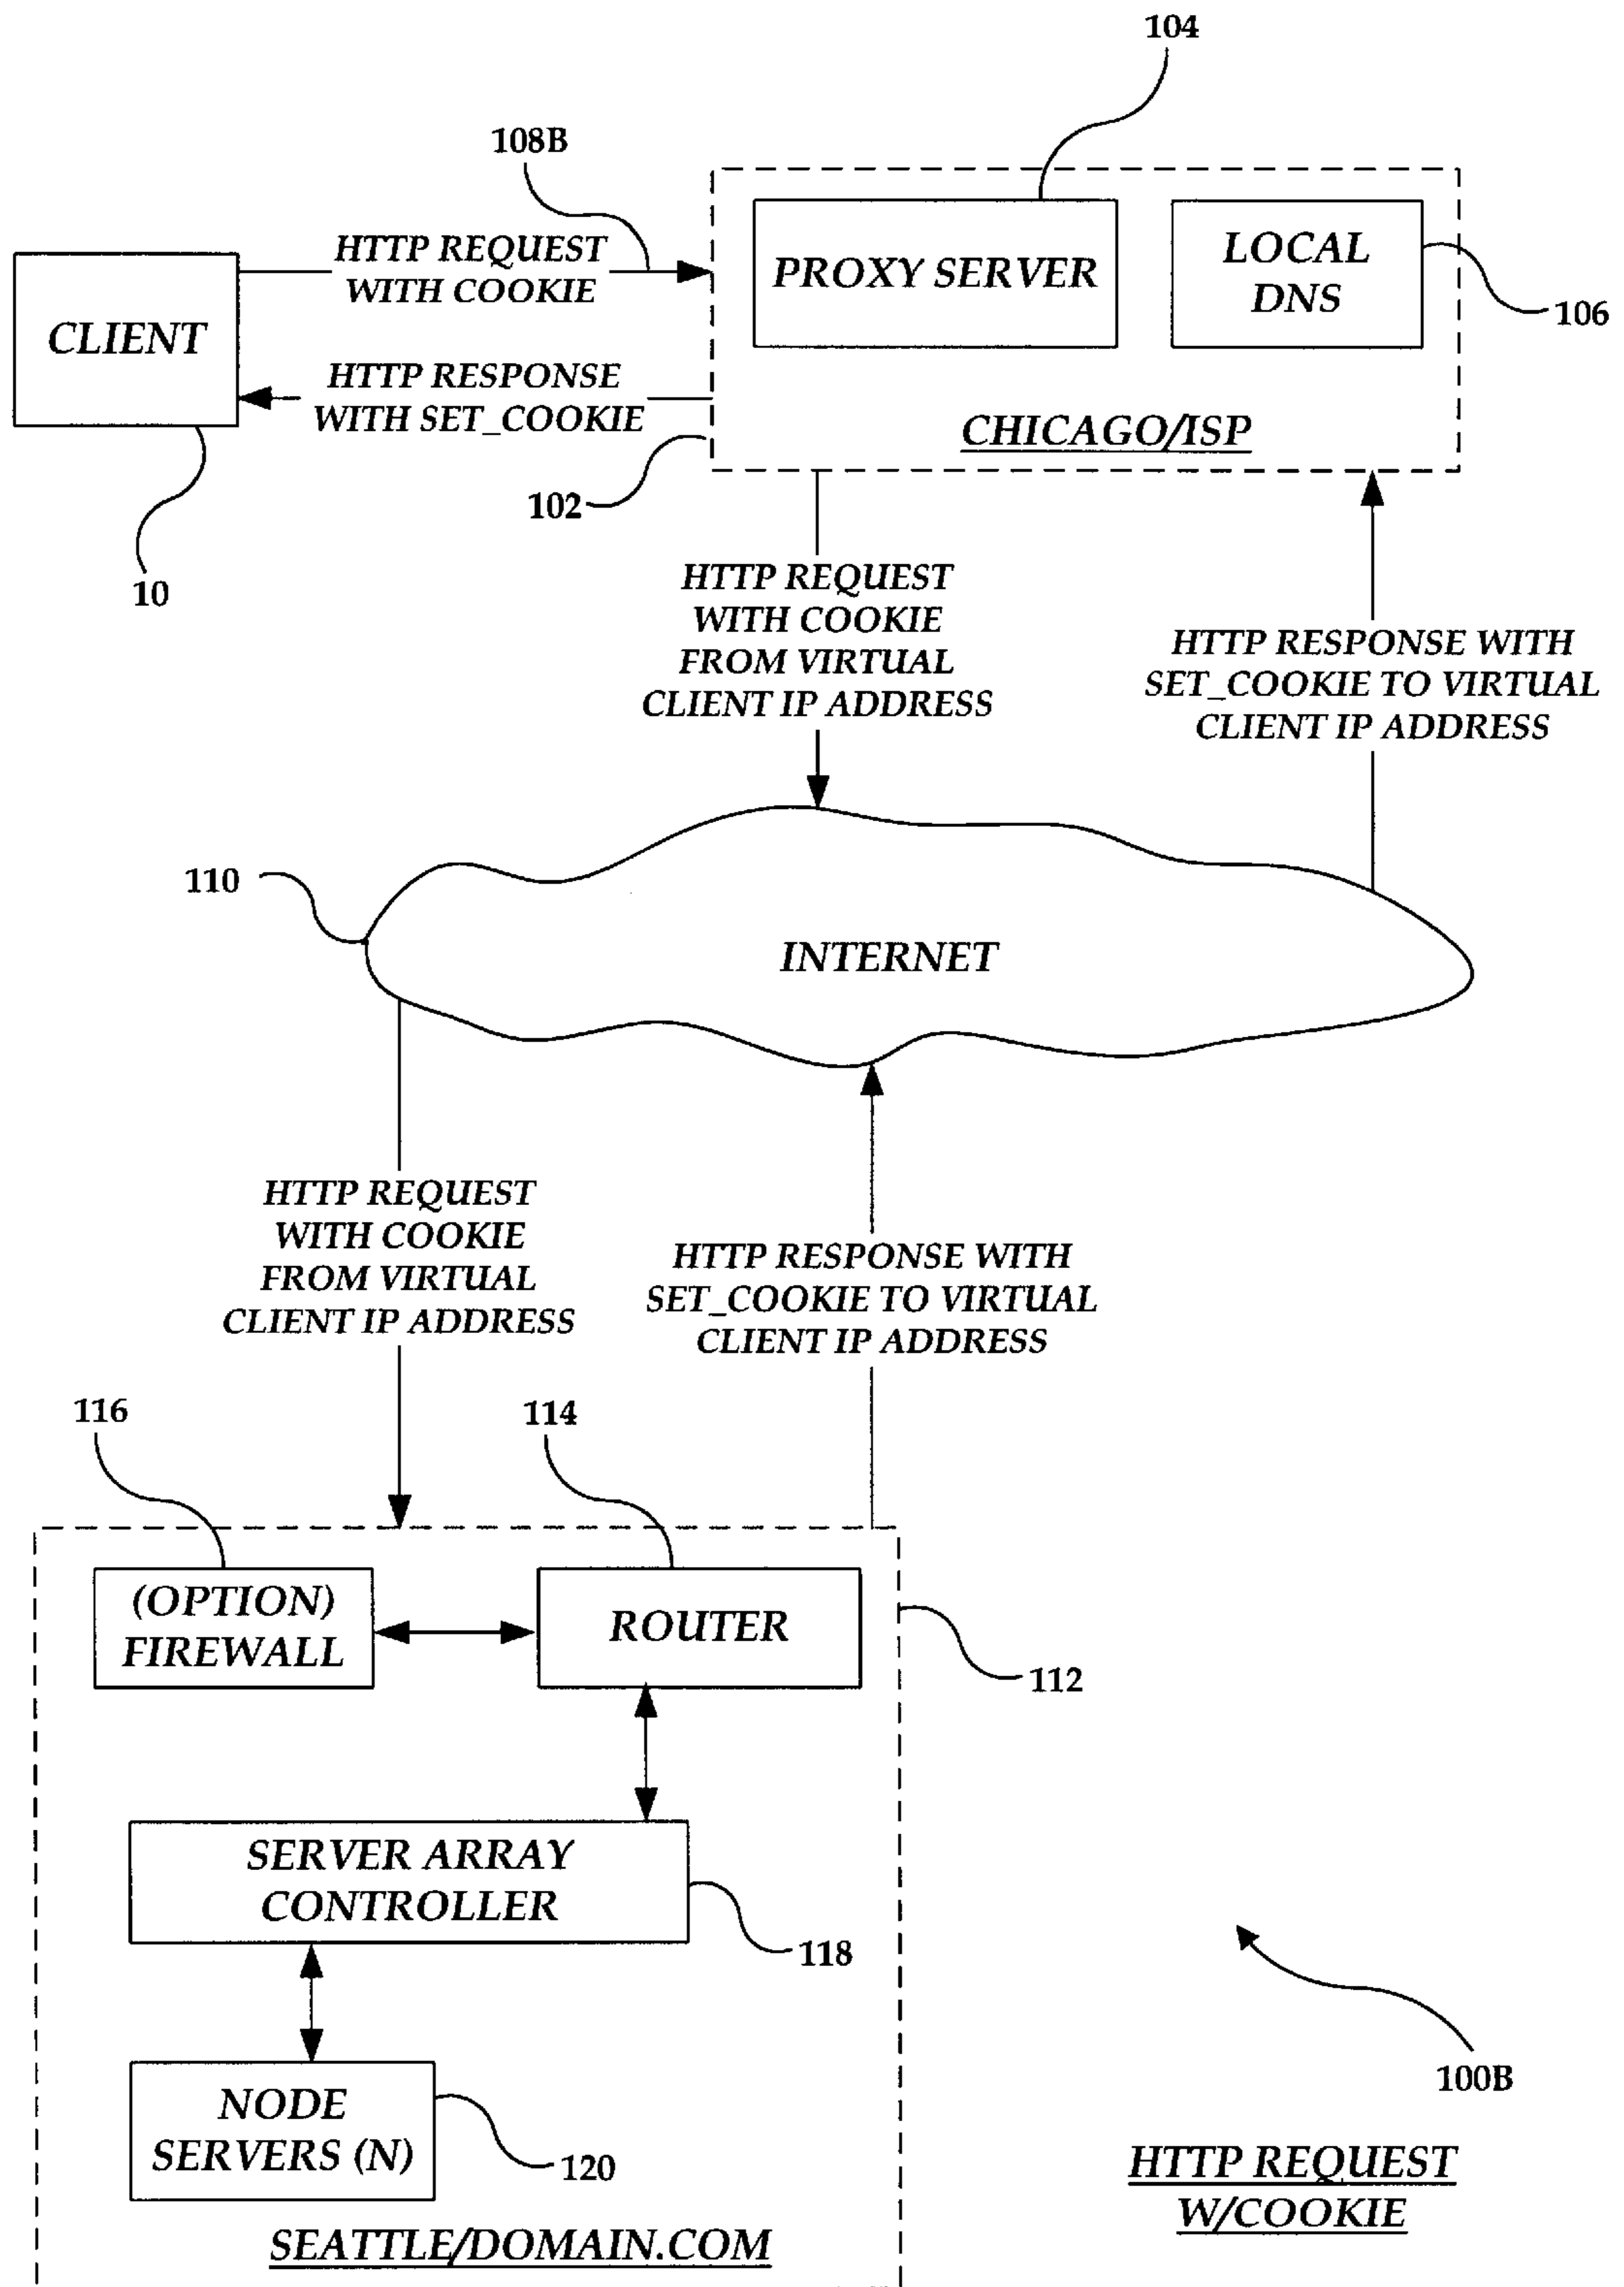 104
108B
HTTP REQUEST
WITH COOKIE
PROXY SERVER
LOCAL
DNS
106
CLIENT
HTTP RESPONSE
WITH SET_COOKIE
CHICAGO/ISP
102
10
HTTP REQUEST
WITH COOKIE
FROM VIRTUAL
CLIENT IP ADDRESS
HTTP RESPONSE WITH
SET_COOKIE TO VIRTUAL
CLIENT IP ADDRESS
110
INTERNET
HTTP REQUEST
WITH COOKIE
FROM VIRTUAL
CLIENT IP ADDRESS
HTTP RESPONSE WITH
SET_COOKIE TO VIRTUAL
CLIENT IP ADDRESS
116
114
(OPTION)
FIREWALL
ROUTER
112
SERVER ARRAY
CONTROLLER
118
NODE
SERVERS (N)
120
100B
HTTP REQUEST
W/COOKIE
SEATTLE/DOMAIN.COM